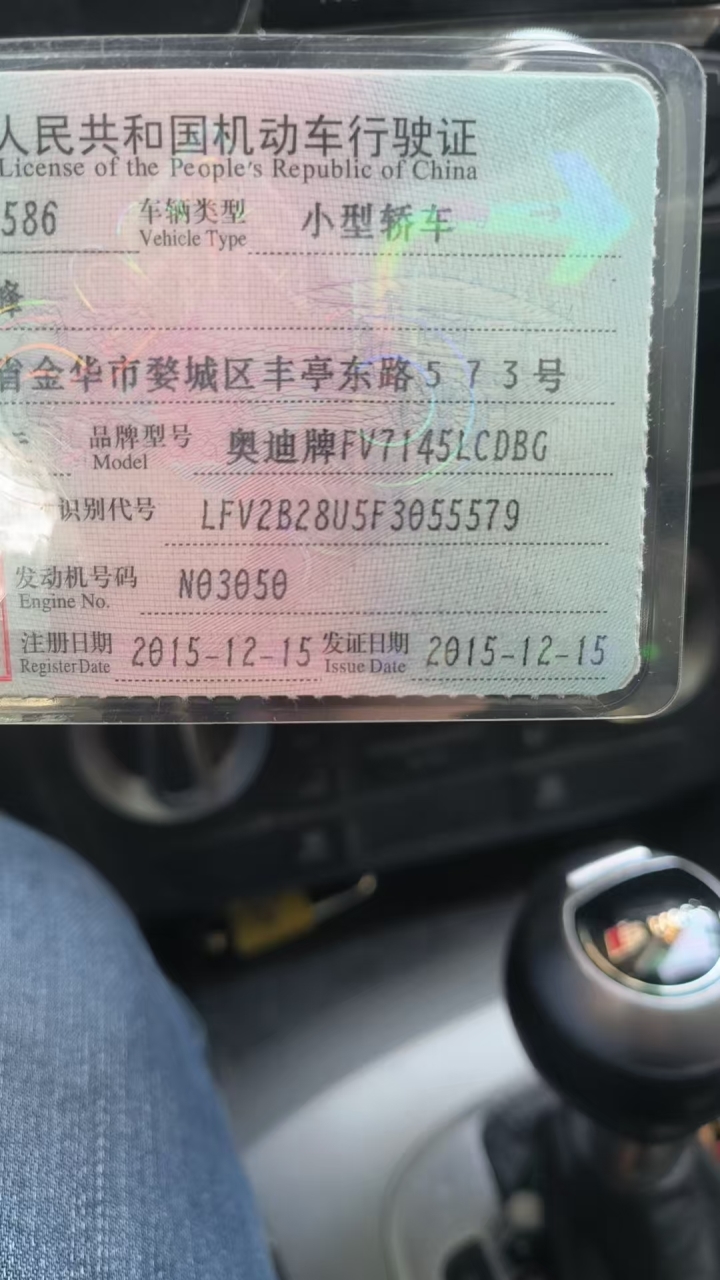 人民共和国机动车行驶证
License of the People's Republic of China
586 车辆类型 Vehicle Type 小型轿车
峰
省金华市婺城区丰亭东路573号
品牌型号 Model 奥迪牌FV7145LCDBG
识别代号 LFV2B28U5F3055579
发动机号码 Engine No. N03050
注册日期 Register Date 2015-12-15 发证日期 Issue Date 2015-12-15